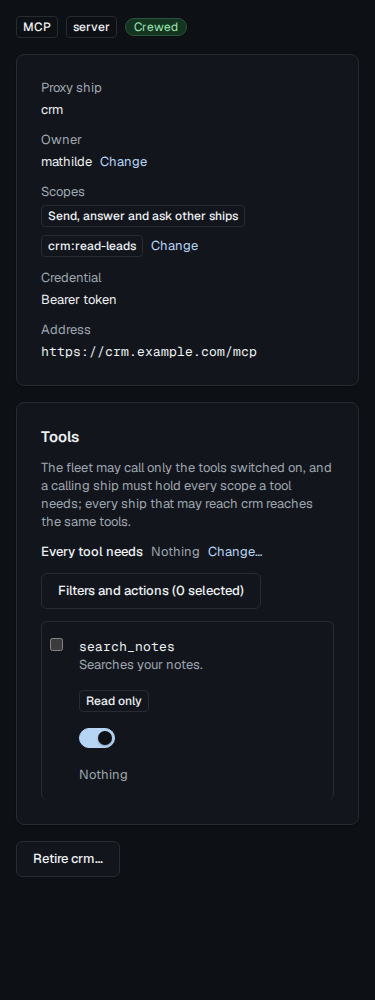 MCP server Crewed
Proxy ship
crm
Owner
mathilde Change
Scopes
Send, answer and ask other ships
crm:read-leads Change
Credential
Bearer token
Address
https://crm.example.com/mcp
Tools
The fleet may call only the tools switched on, and
a calling ship must hold every scope a tool
needs; every ship that may reach crm reaches
the same tools.
Every tool needs Nothing Change…
Filters and actions (0 selected)
search_notes
Searches your notes.
Read only
Nothing
Retire crm…